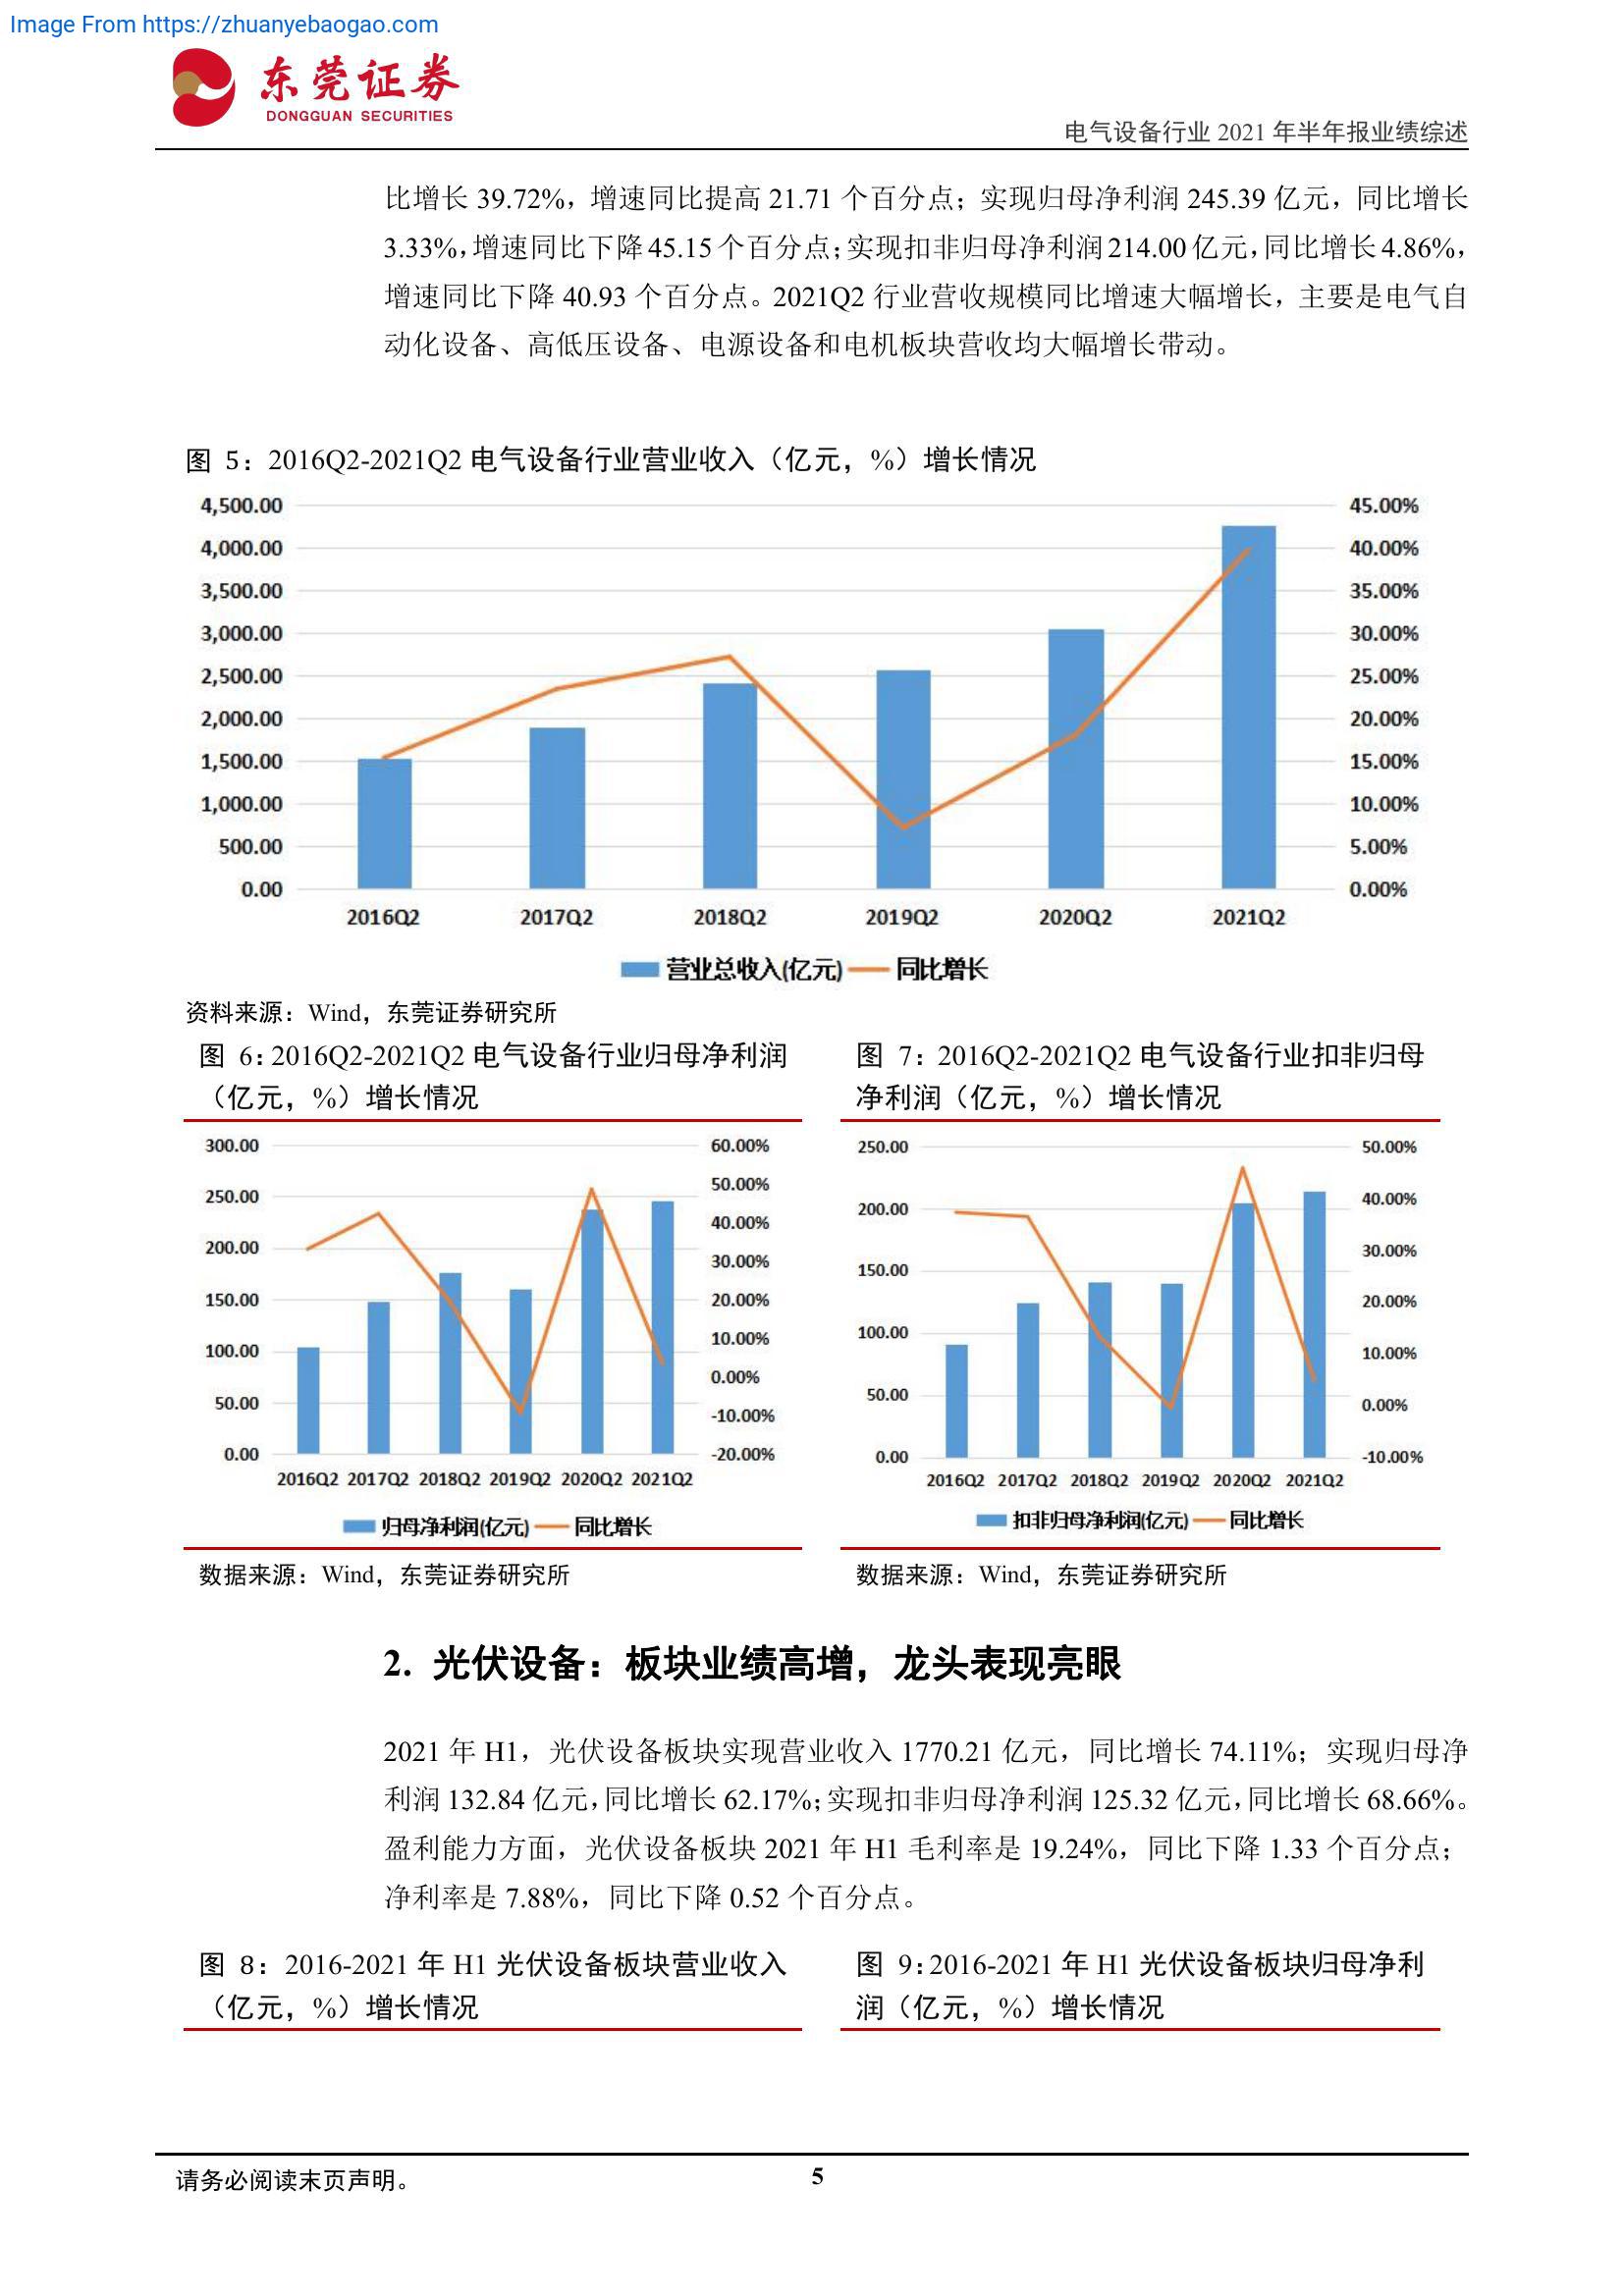 Image From https://zhuanyebaogao.com
东莞证券
DONGGUAN SECURITIES
电气设备行业 2021 年半年报业绩综述
比增长 39.72%，增速同比提高 21.71 个百分点；实现归母净利润 245.39 亿元，同比增长
3.33%，增速同比下降 45.15 个百分点；实现扣非归母净利润 214.00 亿元，同比增长 4.86%，
增速同比下降 40.93 个百分点。2021Q2 行业营收规模同比增速大幅增长，主要是电气自
动化设备、高低压设备、电源设备和电机板块营收均大幅增长带动。
图 5：2016Q2-2021Q2 电气设备行业营业收入（亿元，%）增长情况
4,500.00 45.00%
4,000.00 40.00%
3,500.00 35.00%
3,000.00 30.00%
2,500.00 25.00%
2,000.00 20.00%
1,500.00 15.00%
1,000.00 10.00%
500.00 5.00%
0.00 0.00%
2016Q2 2017Q2 2018Q2 2019Q2 2020Q2 2021Q2
营业总收入(亿元) 同比增长
资料来源：Wind，东莞证券研究所
图 6：2016Q2-2021Q2 电气设备行业归母净利润
（亿元，%）增长情况
300.00 60.00%
250.00 50.00%
200.00 40.00%
150.00 30.00%
100.00 20.00%
50.00 10.00%
0.00 0.00%
-10.00%
-20.00%
2016Q2 2017Q2 2018Q2 2019Q2 2020Q2 2021Q2
归母净利润(亿元) 同比增长
数据来源：Wind，东莞证券研究所
图 7：2016Q2-2021Q2 电气设备行业扣非归母
净利润（亿元，%）增长情况
250.00 50.00%
200.00 40.00%
150.00 30.00%
100.00 20.00%
50.00 10.00%
0.00 0.00%
-10.00%
2016Q2 2017Q2 2018Q2 2019Q2 2020Q2 2021Q2
扣非归母净利润(亿元) 同比增长
数据来源：Wind，东莞证券研究所
2. 光伏设备：板块业绩高增，龙头表现亮眼
2021 年 H1，光伏设备板块实现营业收入 1770.21 亿元，同比增长 74.11%；实现归母净
利润 132.84 亿元，同比增长 62.17%；实现扣非归母净利润 125.32 亿元，同比增长 68.66%。
盈利能力方面，光伏设备板块 2021 年 H1 毛利率是 19.24%，同比下降 1.33 个百分点；
净利率是 7.88%，同比下降 0.52 个百分点。
图 8：2016-2021 年 H1 光伏设备板块营业收入
（亿元，%）增长情况
图 9：2016-2021 年 H1 光伏设备板块归母净利
润（亿元，%）增长情况
请务必阅读末页声明。
5